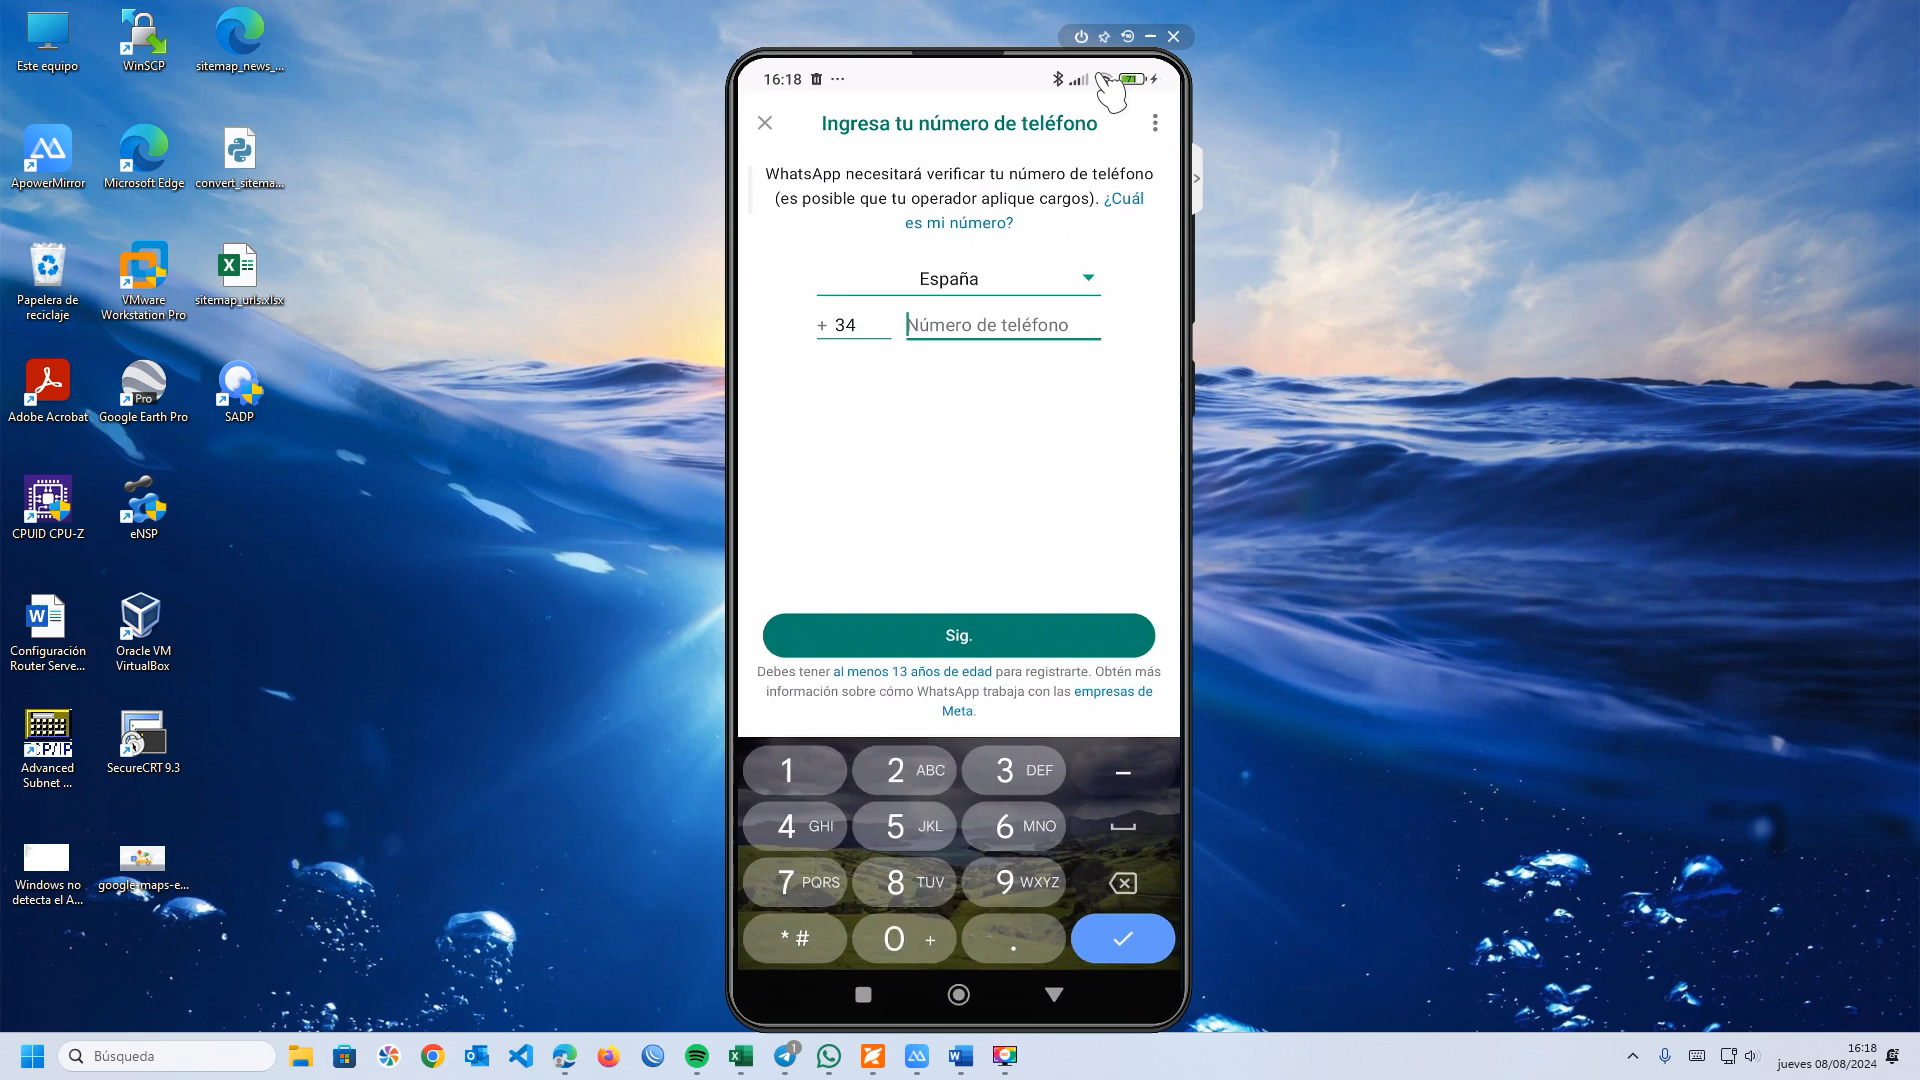 Este equipo
WinSCP
sitemap_news_...
ApowerMirror
Microsoft Edge
convert_sitema...
Papelera de
reciclaje
VMware
Workstation Pro
sitemap_urls.xlsx
Adobe Acrobat
Pro
Google Earth Pro
SADP
CPUID CPU-Z
eNSP
Configuración
Router Serve...
Oracle VM
VirtualBox
TCP/IP
Advanced
Subnet ...
SecureCRT 9.3
Windows no
detecta el A...
google-maps-e...
16:18 ...
71
Ingresa tu número de teléfono
WhatsApp necesitará verificar tu número de teléfono
(es posible que tu operador aplique cargos). ¿Cuál
es mi número?
España
+ 34 Número de teléfono
Sig.
Debes tener al menos 13 años de edad para registrarte. Obtén más
información sobre cómo WhatsApp trabaja con las empresas de
Meta.
1 2 ABC 3 DEF –
4 GHI 5 JKL 6 MNO
7 PQRS 8 TUV 9 WXYZ
* # 0 + .
Búsqueda
1
16:18
jueves 08/08/2024